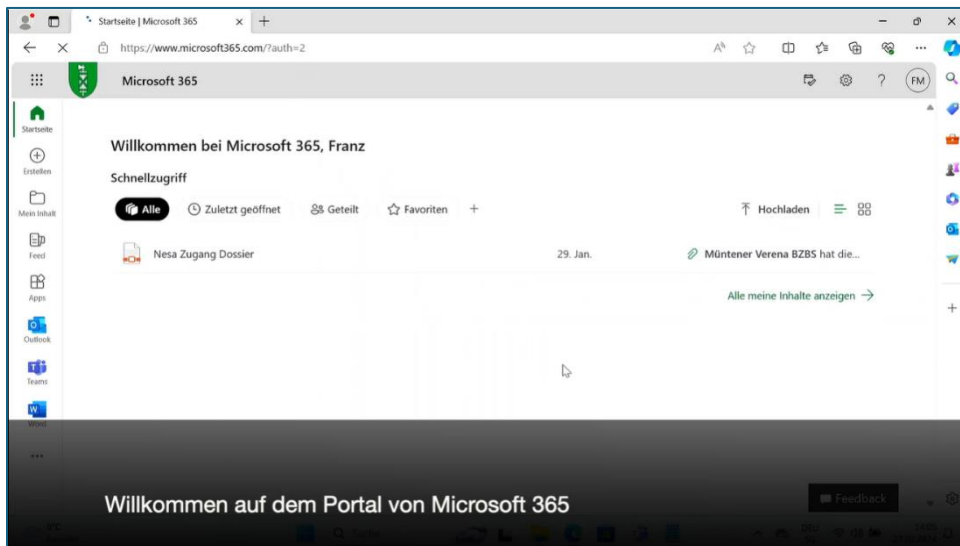 Startseite | Microsoft 365
https://www.microsoft365.com/?auth=2
Microsoft 365
FM
Startseite
Erstellen
Mein Inhalt
Feed
Apps
Outlook
Teams
Word
Willkommen bei Microsoft 365, Franz
Schnellzugriff
Alle Zuletzt geöffnet Geteilt Favoriten
Hochladen
Nesa Zugang Dossier 29. Jan. Müntener Verena BZBS hat die...
Alle meine Inhalte anzeigen
Feedback
Willkommen auf dem Portal von Microsoft 365
Suche
DEU